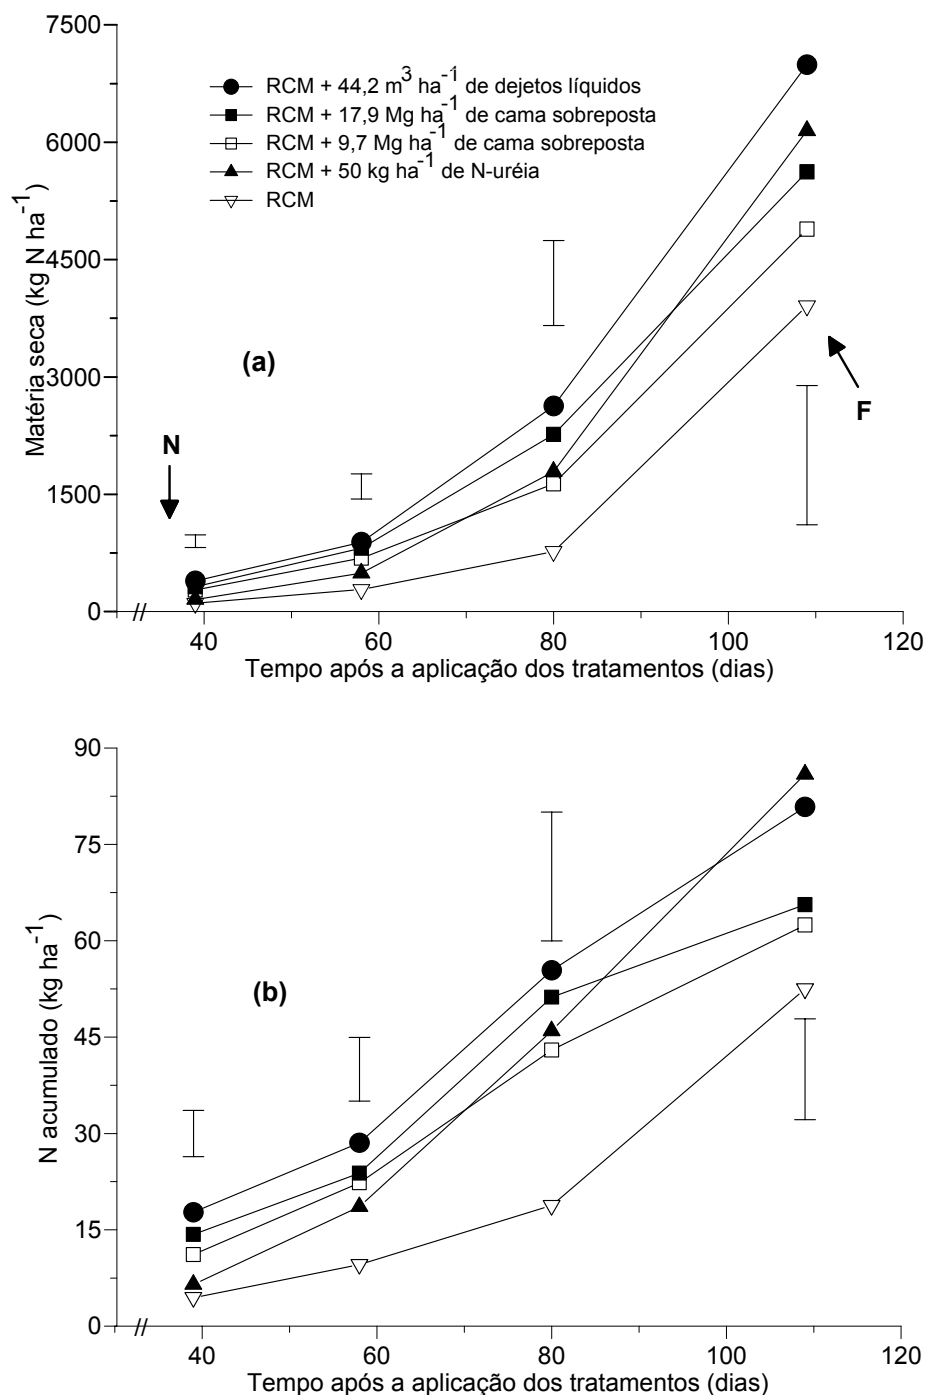 7500
6000
4500
3000
1500
0
Matéria seca (kg N ha⁻¹)
RCM + 44,2 m³ ha⁻¹ de dejetos líquidos
RCM + 17,9 Mg ha⁻¹ de cama sobreposta
RCM + 9,7 Mg ha⁻¹ de cama sobreposta
RCM + 50 kg ha⁻¹ de N-uréia
RCM
(a)
N
F
//
40 60 80 100 120
Tempo após a aplicação dos tratamentos (dias)
90
75
60
45
30
15
0
N acumulado (kg ha⁻¹)
(b)
//
40 60 80 100 120
Tempo após a aplicação dos tratamentos (dias)